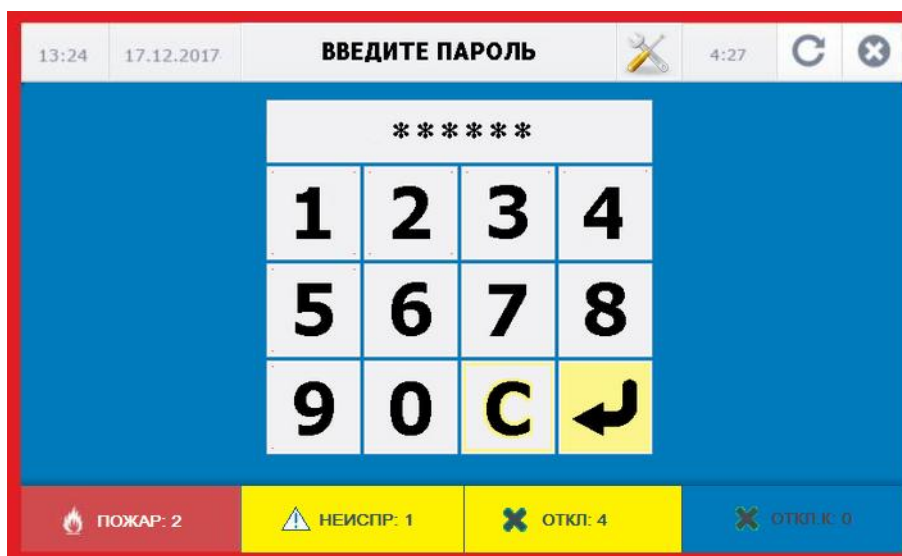 13:24 17.12.2017 ВВЕДИТЕ ПАРОЛЬ 4:27
******
1 2 3 4
5 6 7 8
9 0 C
ПОЖАР: 2 НЕИСПР: 1 ОТКЛ: 4 ОТКЛ.К: 0